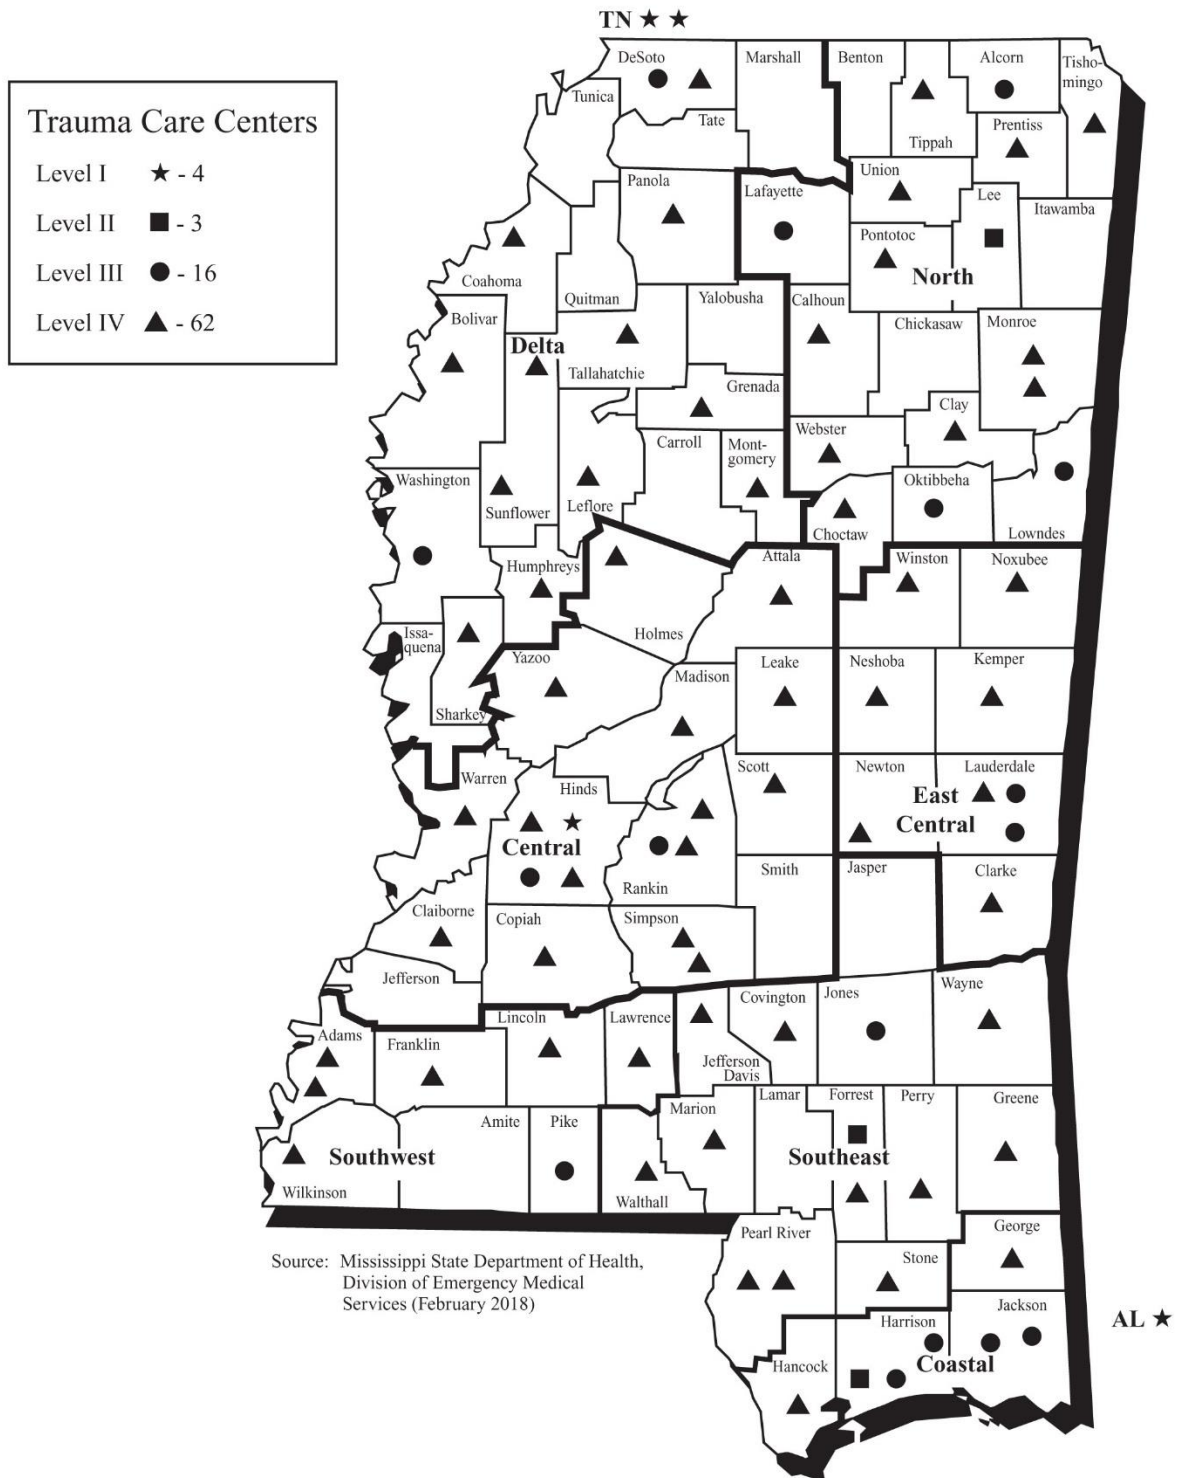 TN ★ ★
Trauma Care Centers
Level I ★ - 4
Level II ■ - 3
Level III ● - 16
Level IV ▲ - 62
DeSoto
Marshall
Benton
Alcorn
Tisho-
mingo
Tunica
Tate
Tippah
Prentiss
Panola
Lafayette
Union
Lee
Itawamba
Pontotoc
North
Coahoma
Quitman
Yalobusha
Calhoun
Chickasaw
Monroe
Bolivar
Delta
Tallahatchie
Grenada
Clay
Webster
Carroll
Mont-
gomery
Washington
Sunflower
Leflore
Oktibbeha
Choctaw
Lowndes
Humphreys
Attala
Winston
Noxubee
Holmes
Issa-
quena
Sharkey
Yazoo
Madison
Leake
Neshoba
Kemper
Warren
Hinds
Scott
Newton
Lauderdale
East
Central
Central
Rankin
Smith
Jasper
Clarke
Claiborne
Copiah
Simpson
Jefferson
Lincoln
Lawrence
Covington
Jones
Wayne
Adams
Franklin
Jefferson
Davis
Amite
Pike
Marion
Lamar
Forrest
Perry
Greene
Southwest
Southeast
Wilkinson
Walthall
Pearl River
George
Stone
Source: Mississippi State Department of Health,
Division of Emergency Medical
Services (February 2018)
Jackson
Harrison
AL ★
Hancock
Coastal